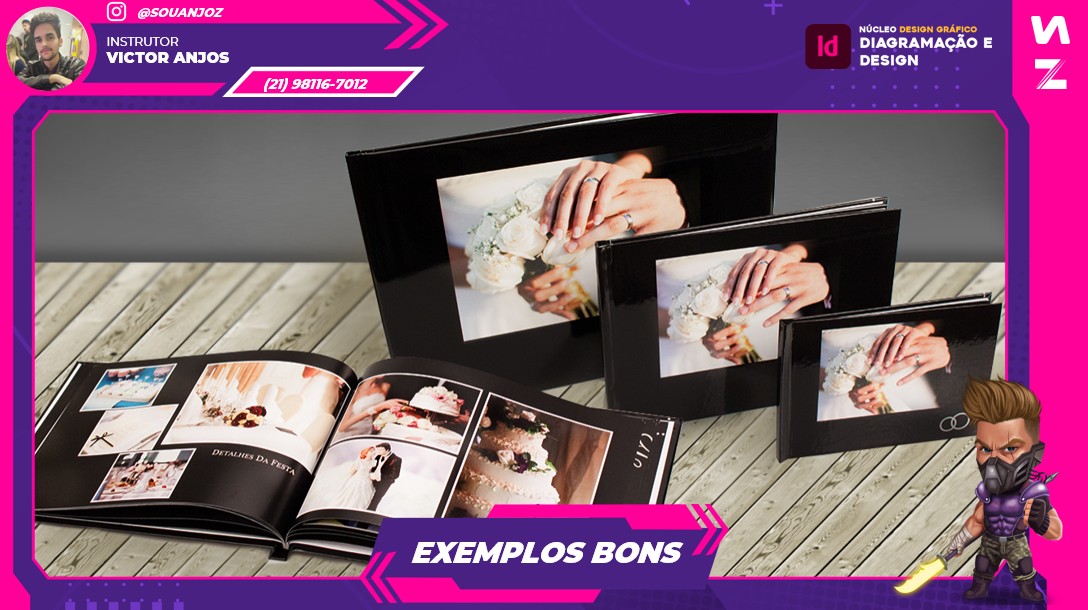 @SOUANJOZ
INSTRUTOR
VICTOR ANJOS
(21) 98116-7012
Id
NÚCLEO DESIGN GRÁFICO
DIAGRAMAÇÃO E
DESIGN
DETALHES DA FESTA
EXEMPLOS BONS